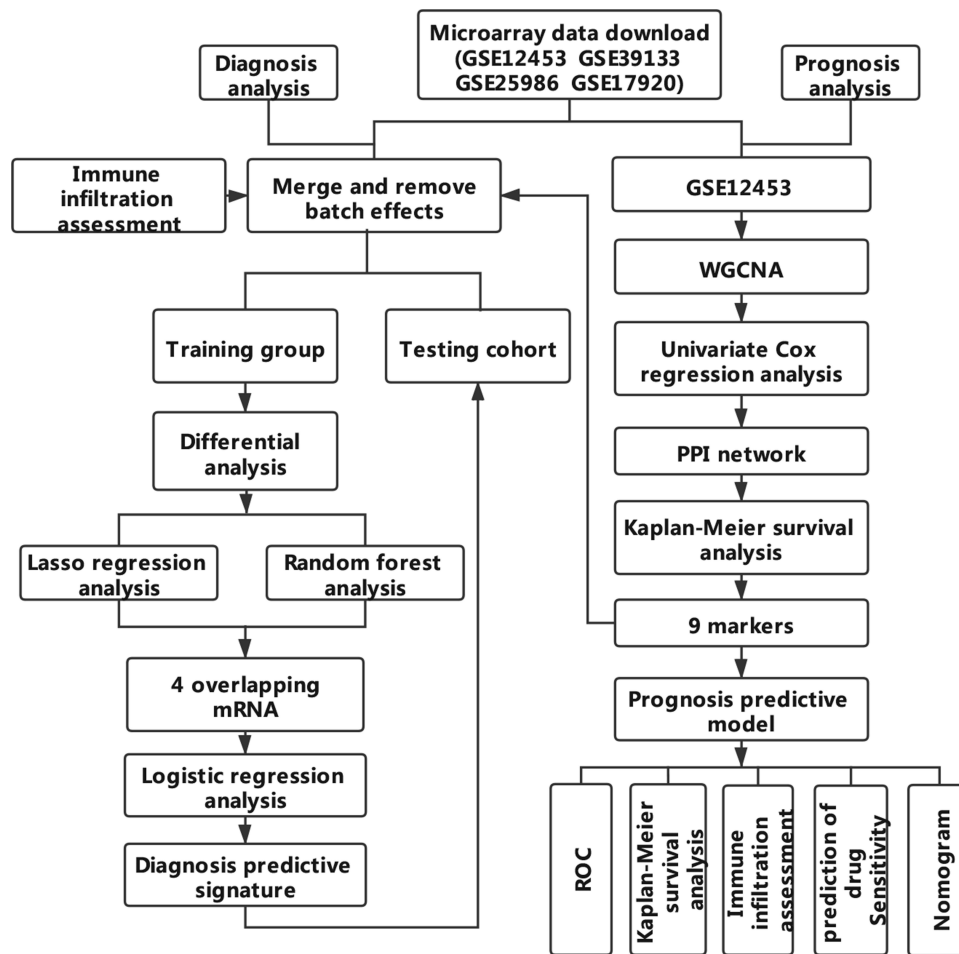 Microarray data download
(GSE12453 GSE39133
GSE25986 GSE17920)
Diagnosis
analysis
Prognosis
analysis
Immune
infiltration
assessment
Merge and remove
batch effects
GSE12453
WGCNA
Training group
Testing cohort
Univariate Cox
regression analysis
Differential
analysis
PPI network
Kaplan-Meier survival
analysis
Lasso regression
analysis
Random forest
analysis
9 markers
4 overlapping
mRNA
Prognosis predictive
model
Logistic regression
analysis
Diagnosis predictive
signature
ROC
Kaplan-Meier
survival
analysis
Immune
infiltration
assessment
prediction of
drug
Sensitivity
Nomogram